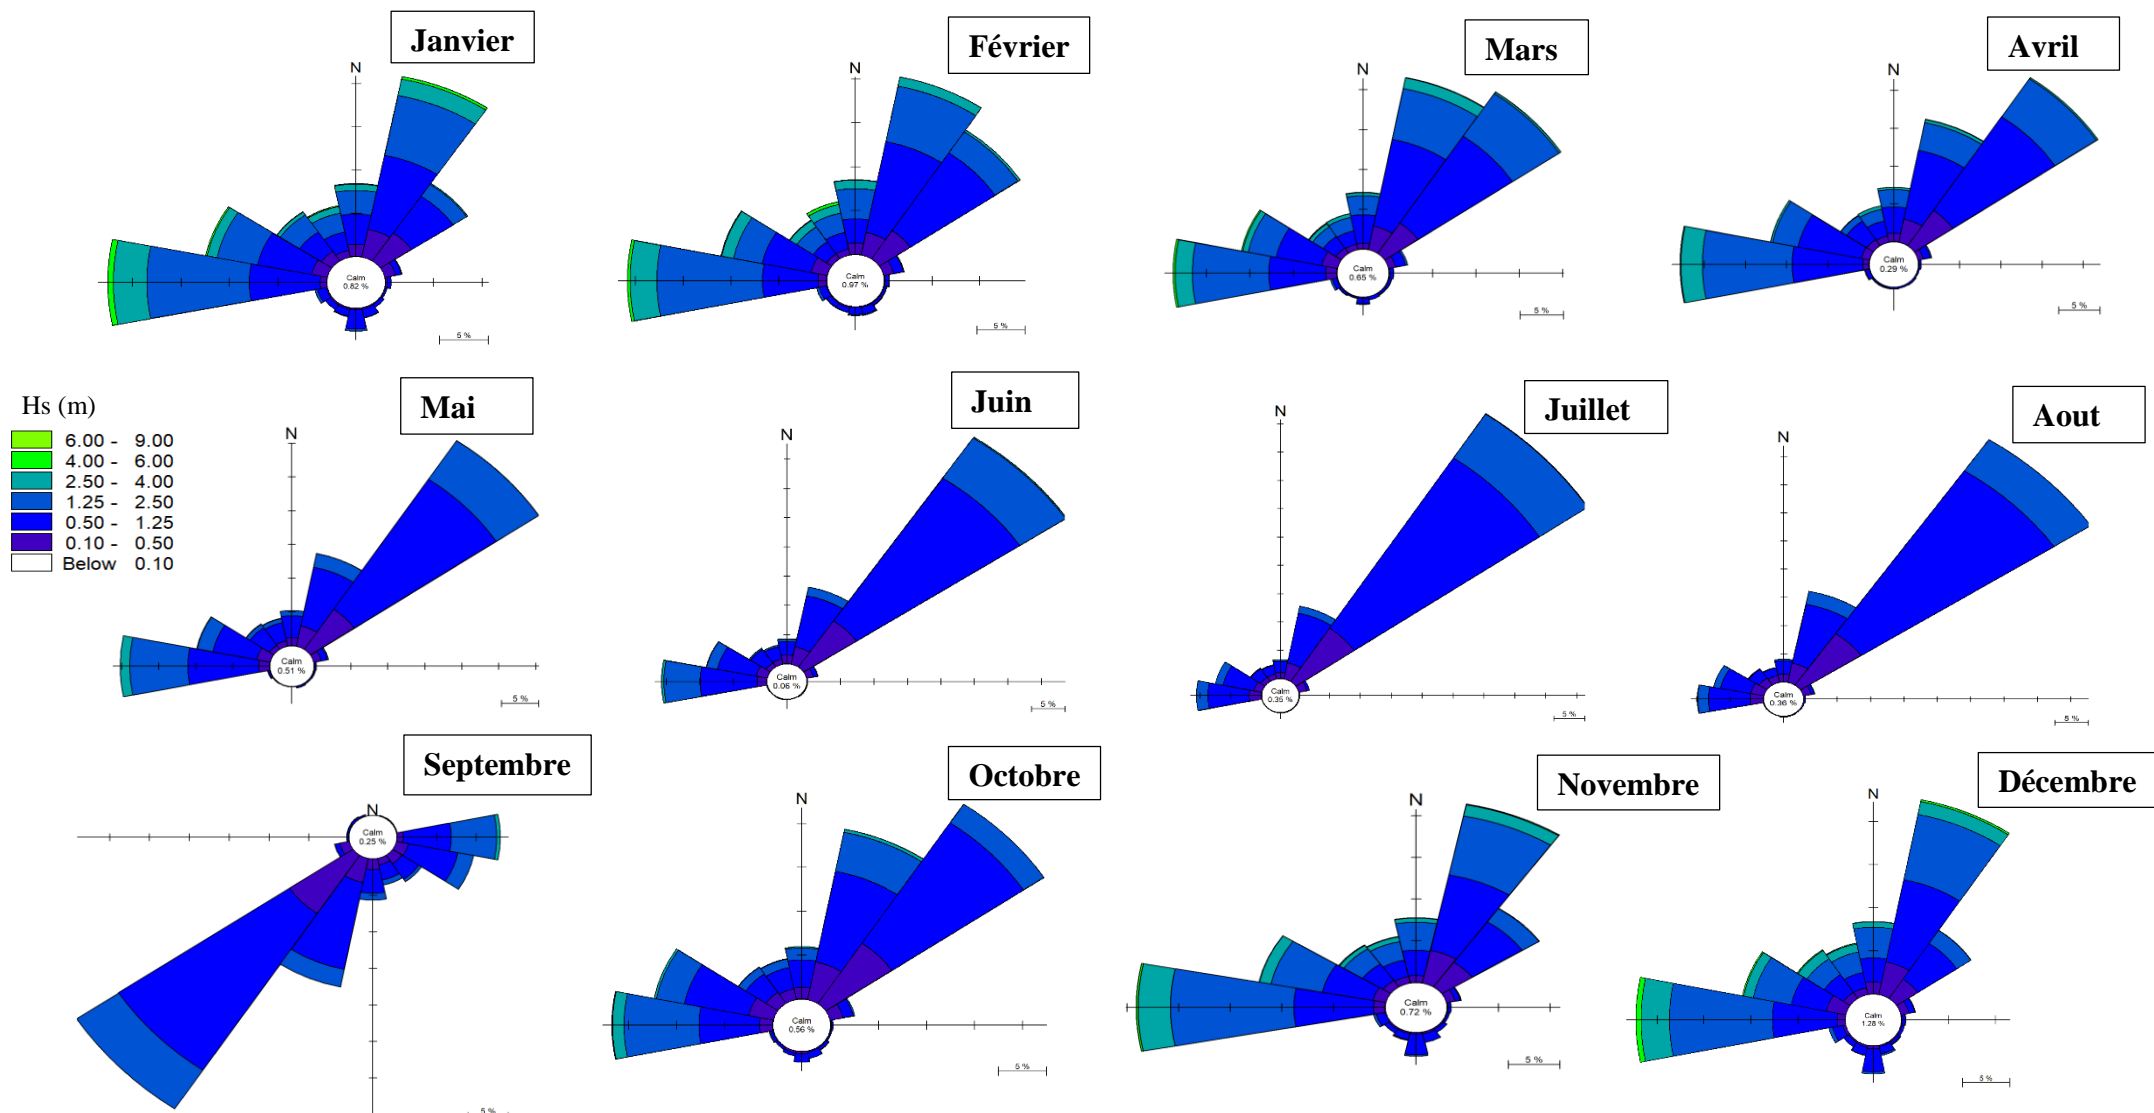 Janvier
N
Calm
0.82 %
5 %
Février
N
Calm
0.97 %
5 %
Mars
N
Calm
0.65 %
5 %
Avril
N
Calm
0.29 %
5 %
Hs (m)
6.00 - 9.00
4.00 - 6.00
2.50 - 4.00
1.25 - 2.50
0.50 - 1.25
0.10 - 0.50
Below 0.10
Mai
N
Calm
0.51 %
5 %
Juin
N
Calm
0.06 %
5 %
Juillet
N
Calm
0.35 %
5 %
Aout
N
Calm
0.36 %
5 %
Septembre
N
Calm
0.25 %
5 %
Octobre
N
Calm
0.56 %
5 %
Novembre
N
Calm
0.72 %
5 %
Décembre
N
Calm
1.28 %
5 %